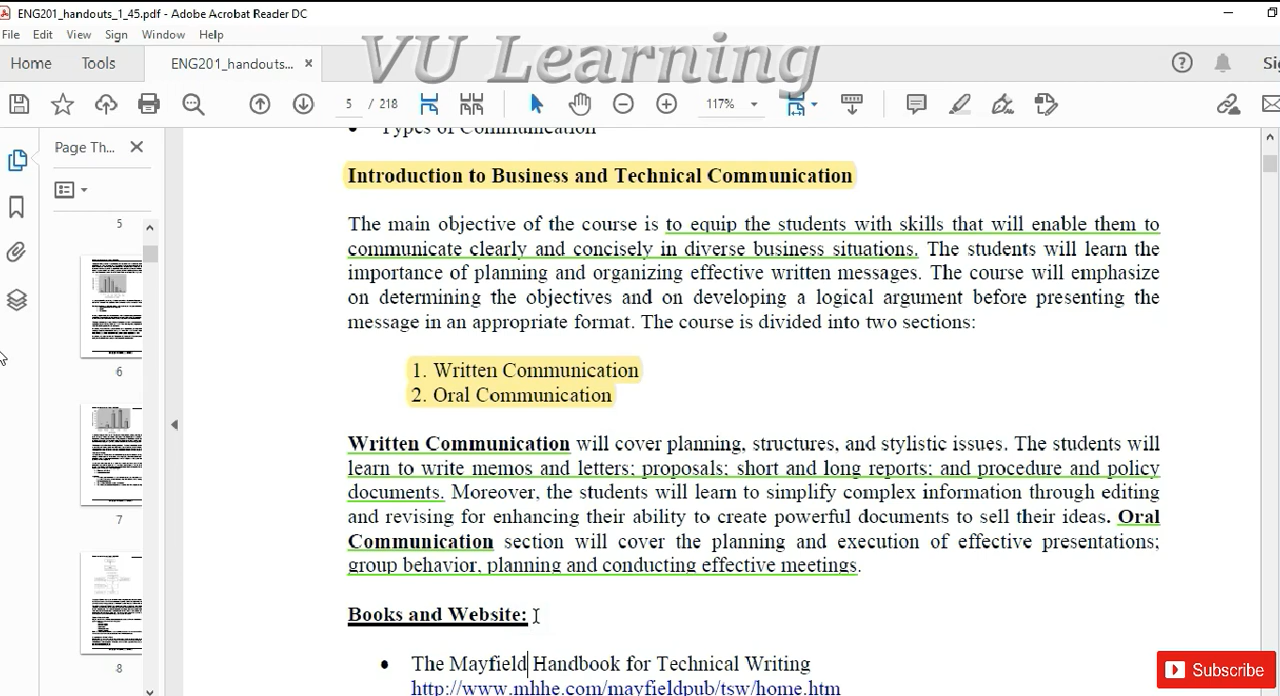 ENG201_handouts_1_45.pdf - Adobe Acrobat Reader DC
File Edit View Sign Window Help
Home Tools ENG201_handouts... ×
VU Learning
5 / 218 117%
Page Th...
5
6
7
8
• Types of Communication
Introduction to Business and Technical Communication
The main objective of the course is to equip the students with skills that will enable them to
communicate clearly and concisely in diverse business situations. The students will learn the
importance of planning and organizing effective written messages. The course will emphasize
on determining the objectives and on developing a logical argument before presenting the
message in an appropriate format. The course is divided into two sections:
1. Written Communication
2. Oral Communication
Written Communication will cover planning, structures, and stylistic issues. The students will
learn to write memos and letters; proposals; short and long reports; and procedure and policy
documents. Moreover, the students will learn to simplify complex information through editing
and revising for enhancing their ability to create powerful documents to sell their ideas. Oral
Communication section will cover the planning and execution of effective presentations;
group behavior, planning and conducting effective meetings.
Books and Website:
• The Mayfield Handbook for Technical Writing
http://www.mhhe.com/mayfieldpub/tsw/home.htm
Subscribe